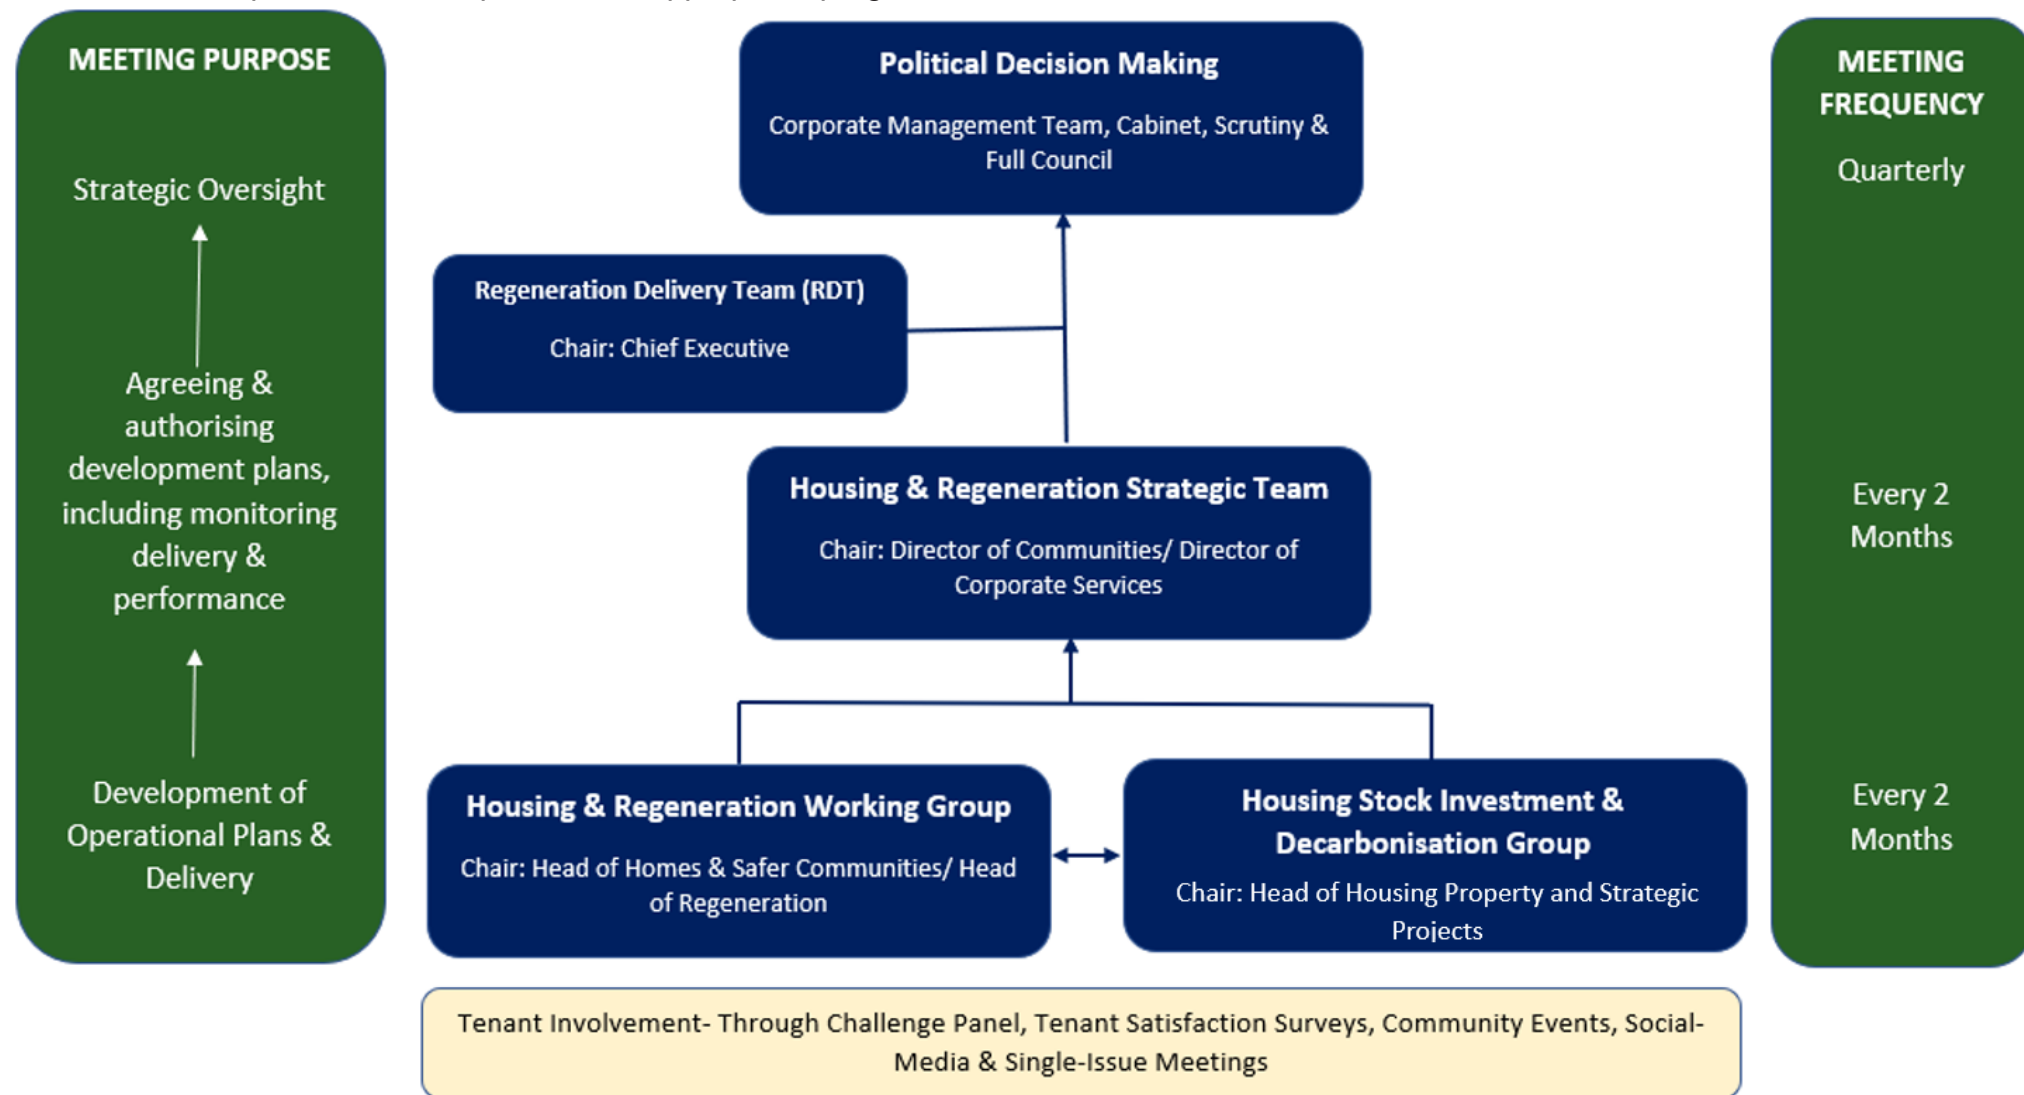 MEETING PURPOSE
Strategic Oversight
Agreeing &
authorising
development plans,
including monitoring
delivery &
performance
Development of
Operational Plans &
Delivery
Political Decision Making
Corporate Management Team, Cabinet, Scrutiny &
Full Council
Regeneration Delivery Team (RDT)
Chair: Chief Executive
Housing & Regeneration Strategic Team
Chair: Director of Communities/ Director of
Corporate Services
Housing & Regeneration Working Group
Chair: Head of Homes & Safer Communities/ Head
of Regeneration
Housing Stock Investment &
Decarbonisation Group
Chair: Head of Housing Property and Strategic
Projects
MEETING
FREQUENCY
Quarterly
Every 2
Months
Every 2
Months
Tenant Involvement- Through Challenge Panel, Tenant Satisfaction Surveys, Community Events, Social-
Media & Single-Issue Meetings